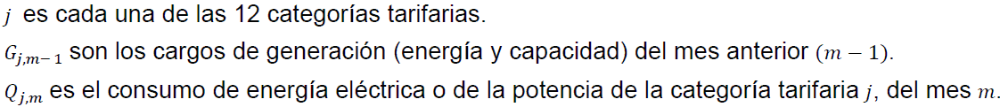 j es cada una de las 12 categorías tarifarias.
G_{j,m−1} son los cargos de generación (energía y capacidad) del mes anterior (m − 1).
Q_{j,m} es el consumo de energía eléctrica o de la potencia de la categoría tarifaria j, del mes m.